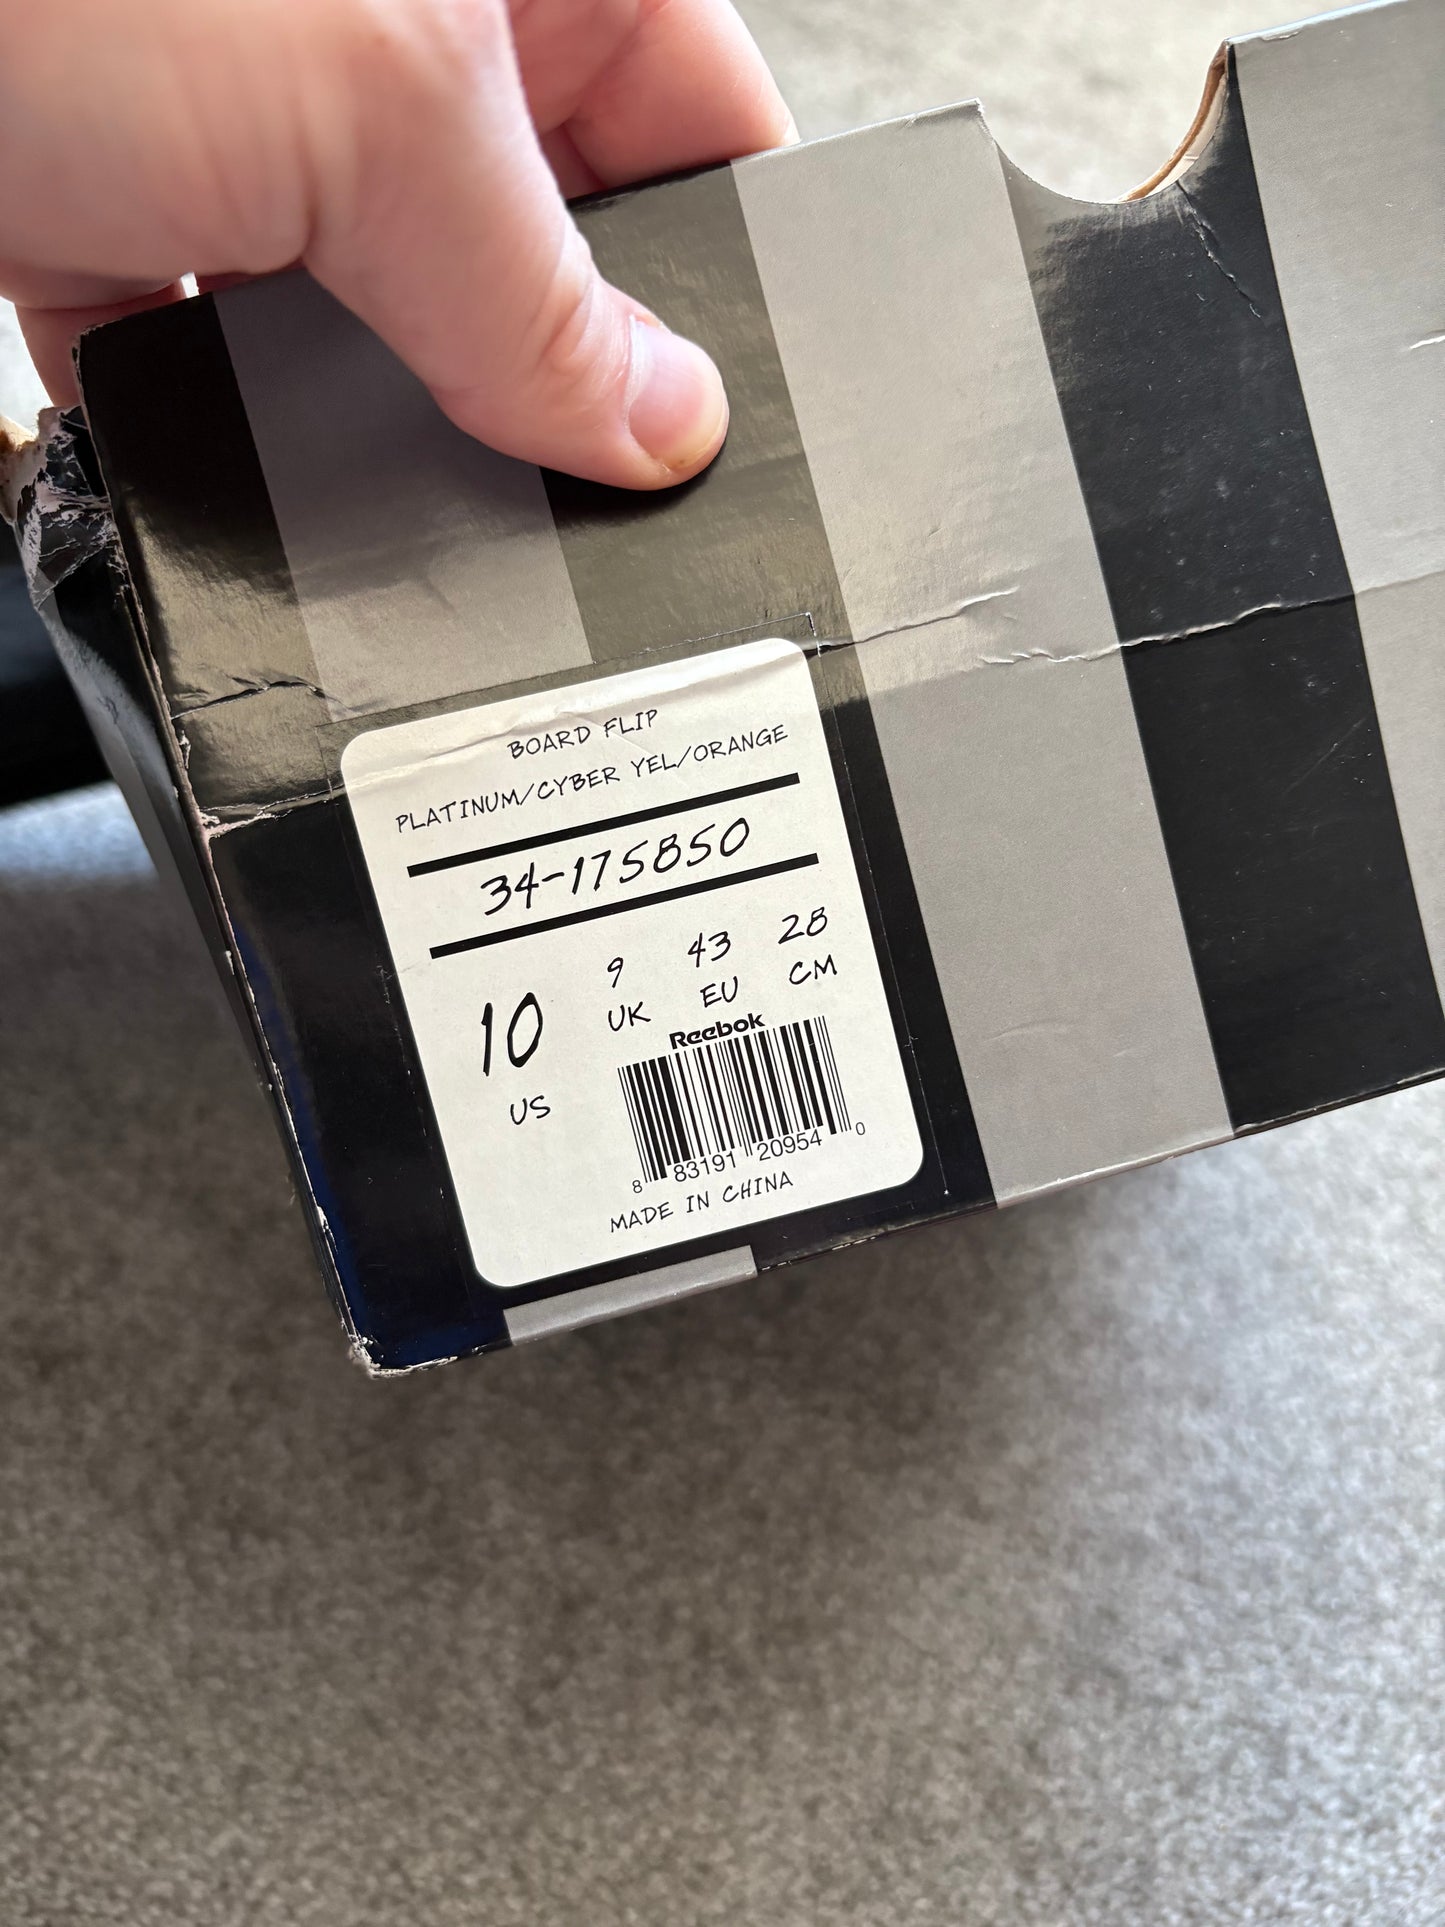 BOARD FLIP
PLATINUM/CYBER YEL/ORANGE
34-175850
10 US
9 UK
43 EU
28 CM
Reebok
8 83191 20954 0
MADE IN CHINA